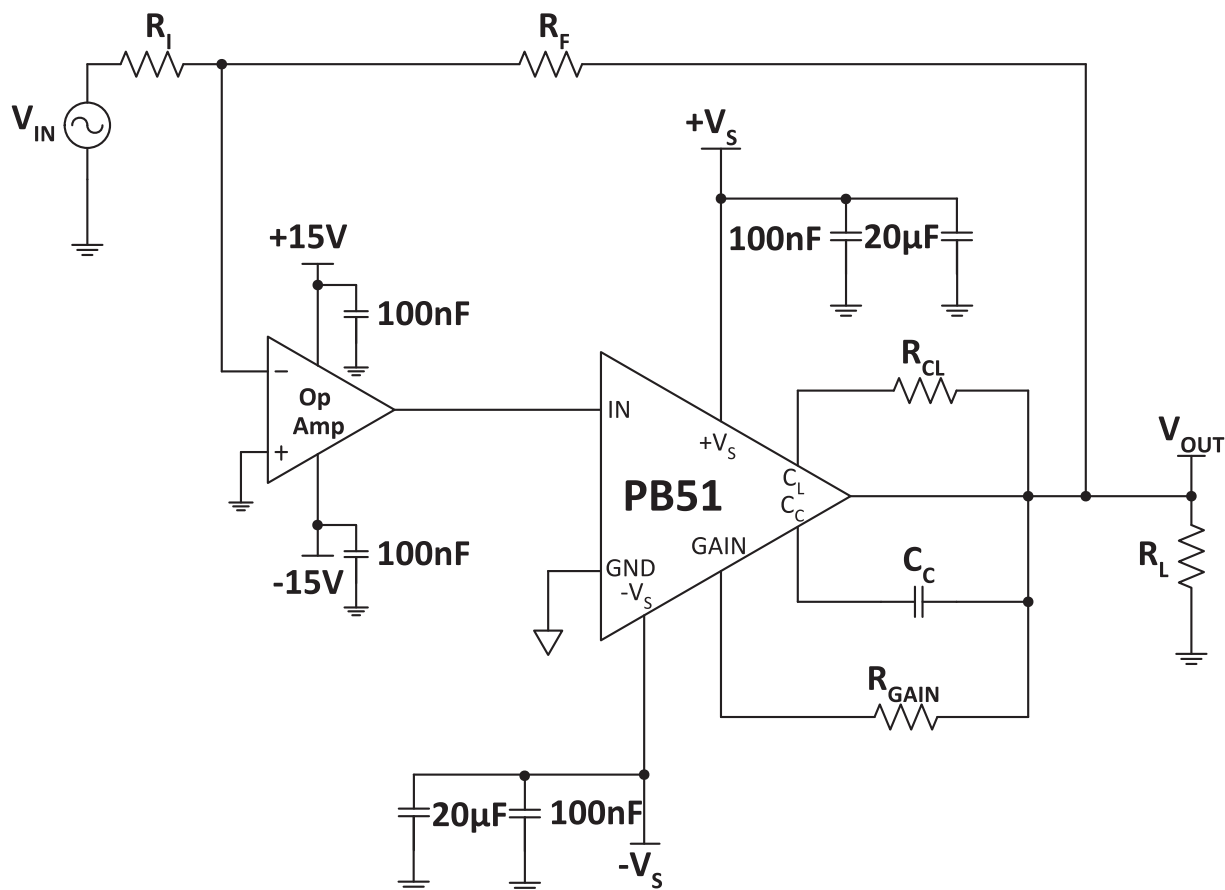 R_I
R_F
V_IN
+V_S
100nF
20µF
+15V
100nF
R_CL
−
Op
Amp
+
IN
+V_S
V_OUT
C_L
PB51
C_C
GAIN
100nF
-15V
GND
-V_S
C_C
R_L
R_GAIN
20µF
100nF
-V_S